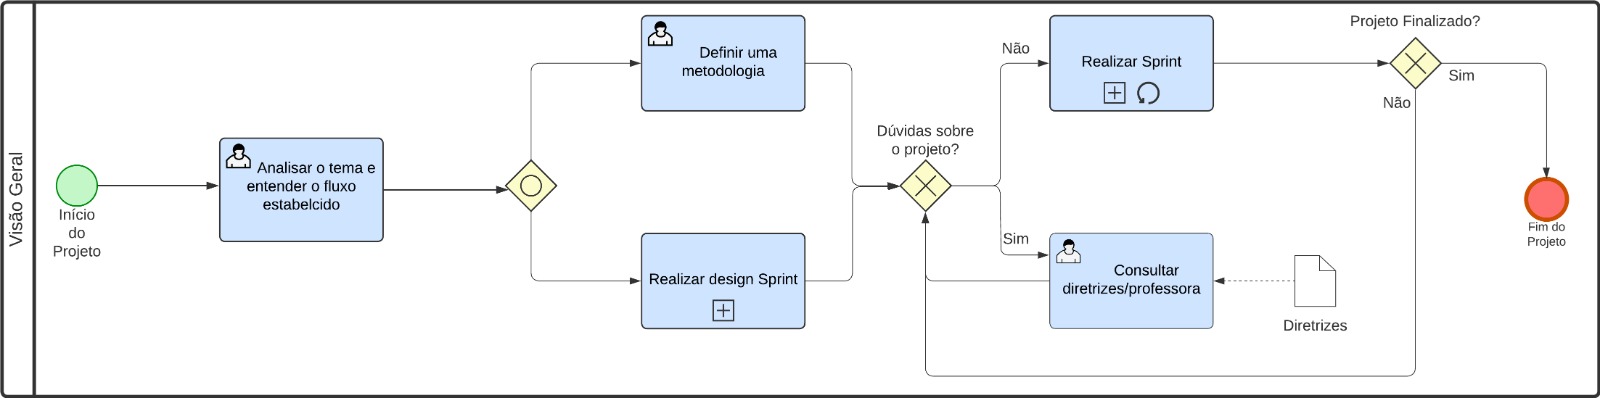 Visão Geral
Início
do
Projeto
Analisar o tema e
entender o fluxo
estabelcido
Definir uma
metodologia
Realizar design Sprint
Dúvidas sobre
o projeto?
Não
Sim
Realizar Sprint
Consultar
diretrizes/professora
Diretrizes
Projeto Finalizado?
Sim
Não
Fim do
Projeto